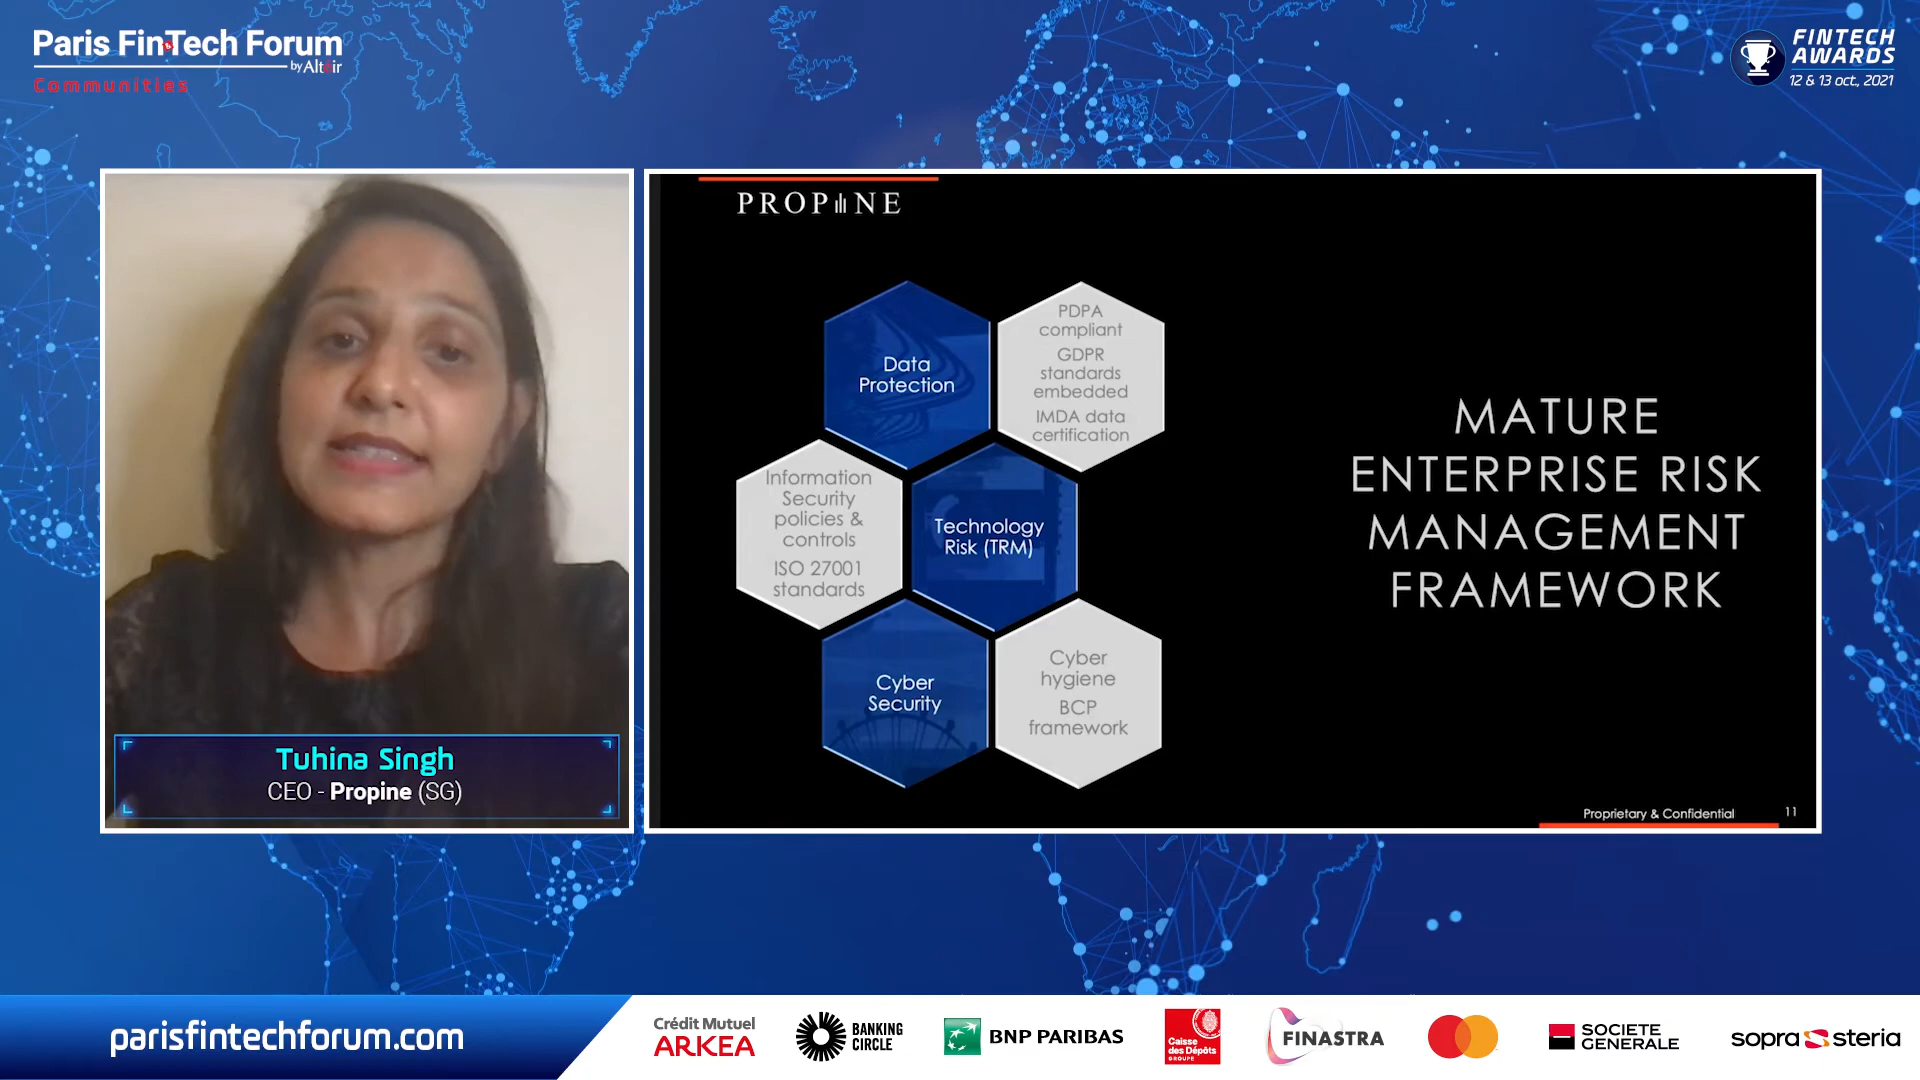 Paris FinTech Forum
by Altéir
Communities
FINTECH
AWARDS
12 & 13 oct., 2021
PROPINE
Data
Protection
PDPA
compliant
GDPR
standards
embedded
IMDA data
certification
Information
Security
policies &
controls
ISO 27001
standards
Technology
Risk (TRM)
Cyber
Security
Cyber
hygiene
BCP
framework
MATURE
ENTERPRISE RISK
MANAGEMENT
FRAMEWORK
Proprietary & Confidential
11
Tuhina Singh
CEO - Propine (SG)
parisfintechforum.com
Crédit Mutuel
ARKEA
BANKING
CIRCLE
BNP PARIBAS
Caisse
des Dépôts
GROUPE
FINASTRA
SOCIETE
GENERALE
sopra steria